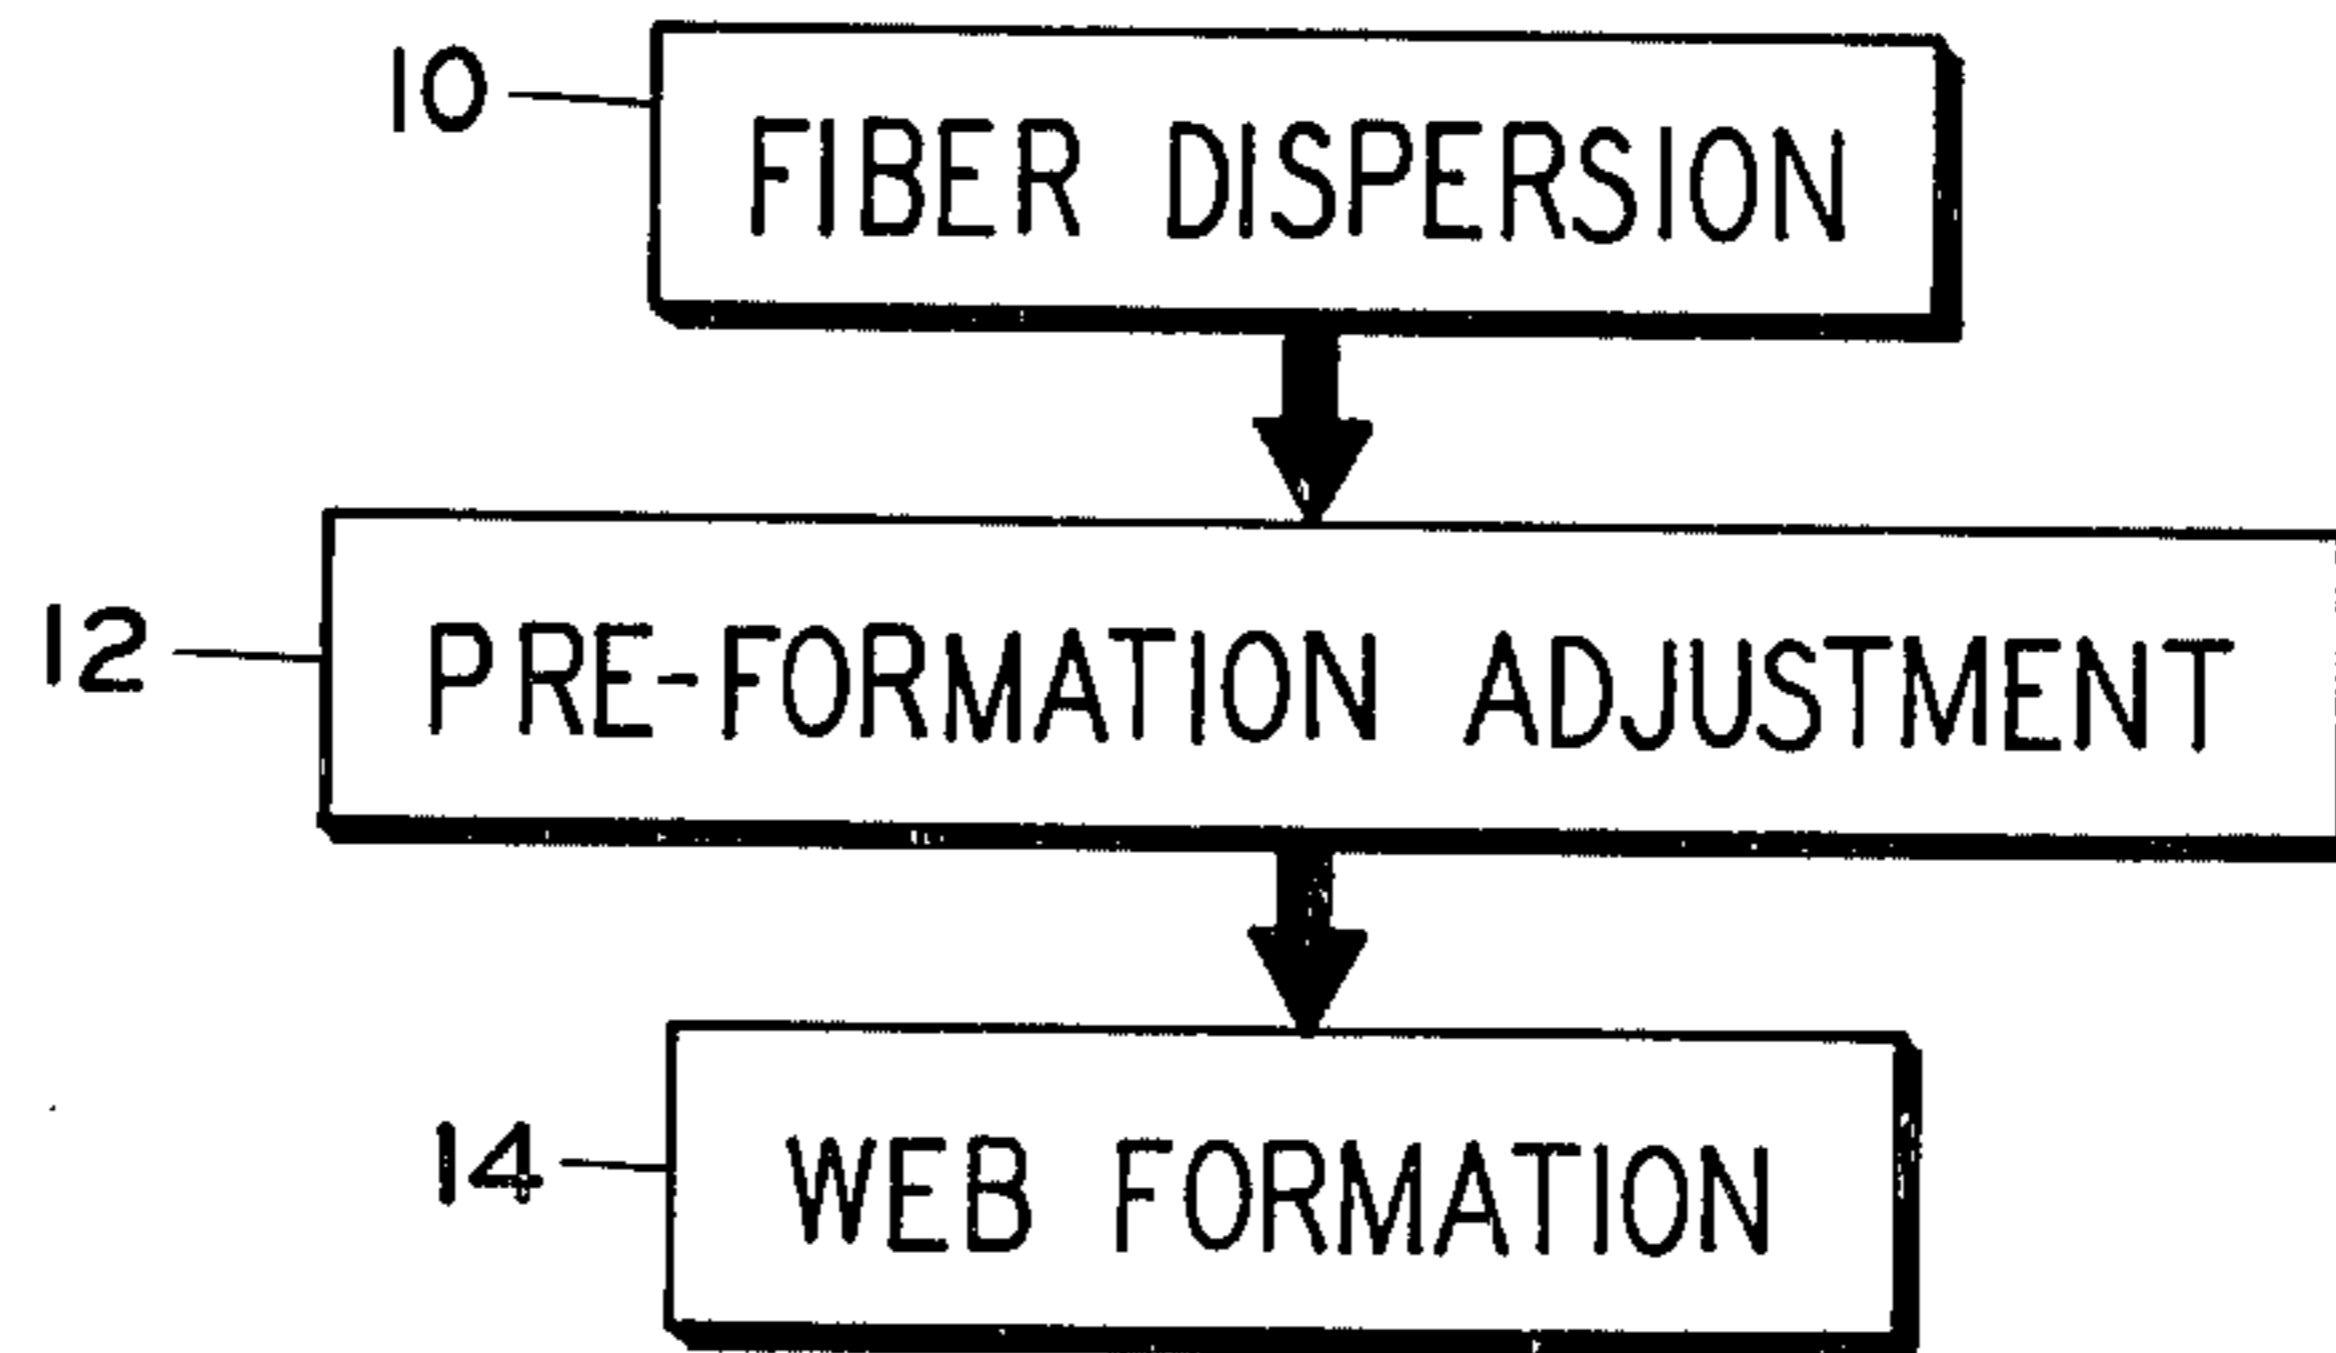 10
FIBER DISPERSION
12
PRE-FORMATION ADJUSTMENT
14
WEB FORMATION